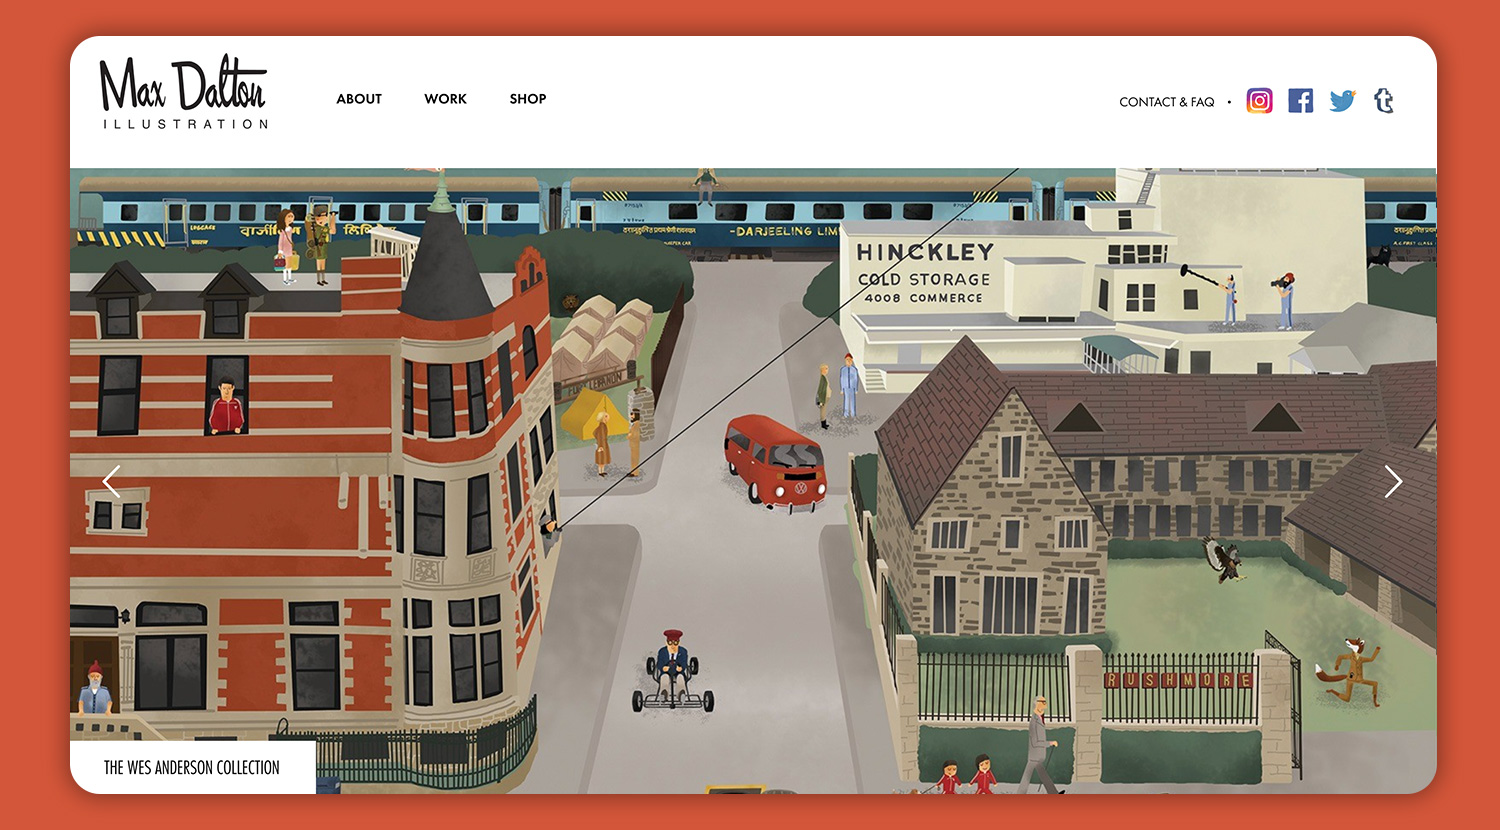 Max Dalton
ILLUSTRATION
ABOUT
WORK
SHOP
CONTACT & FAQ •
LUGGAGE
-DARJEELING LIM
HINCKLEY
COLD STORAGE
4008 COMMERCE
RUSHMORE
THE WES ANDERSON COLLECTION